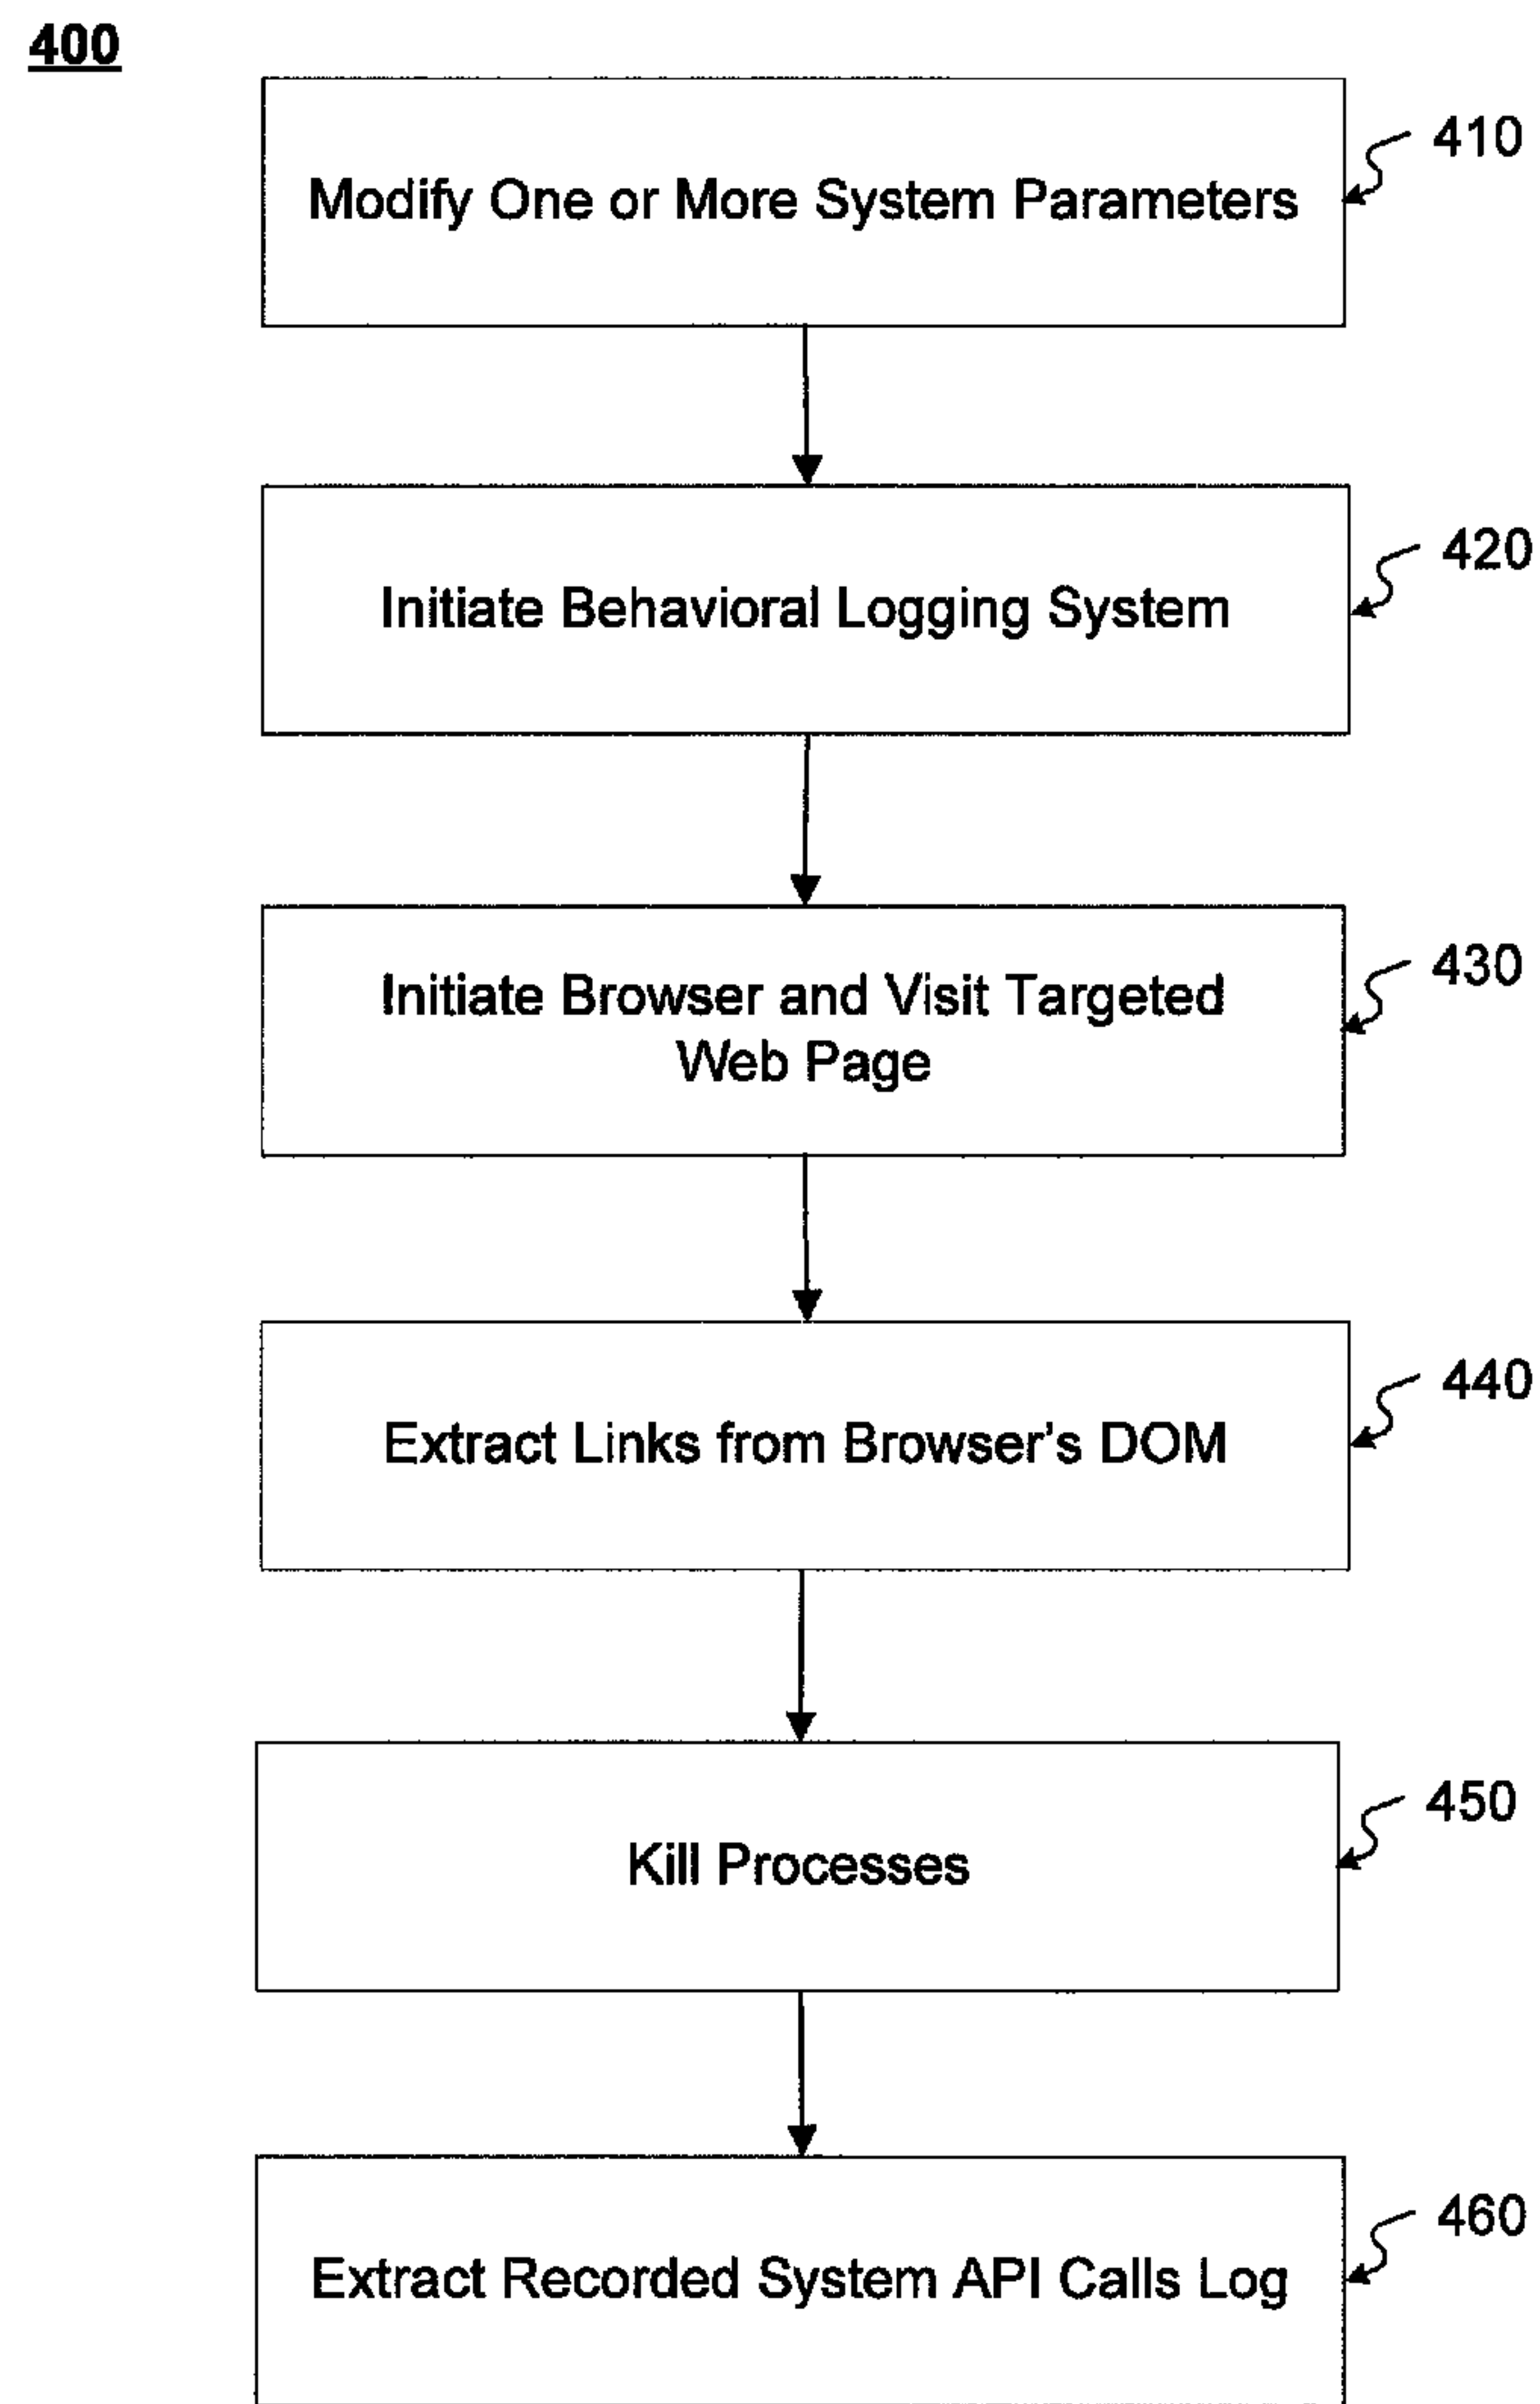 400
Modify One or More System Parameters
410
Initiate Behavioral Logging System
420
Initiate Browser and Visit Targeted
Web Page
430
Extract Links from Browser's DOM
440
Kill Processes
450
Extract Recorded System API Calls Log
460